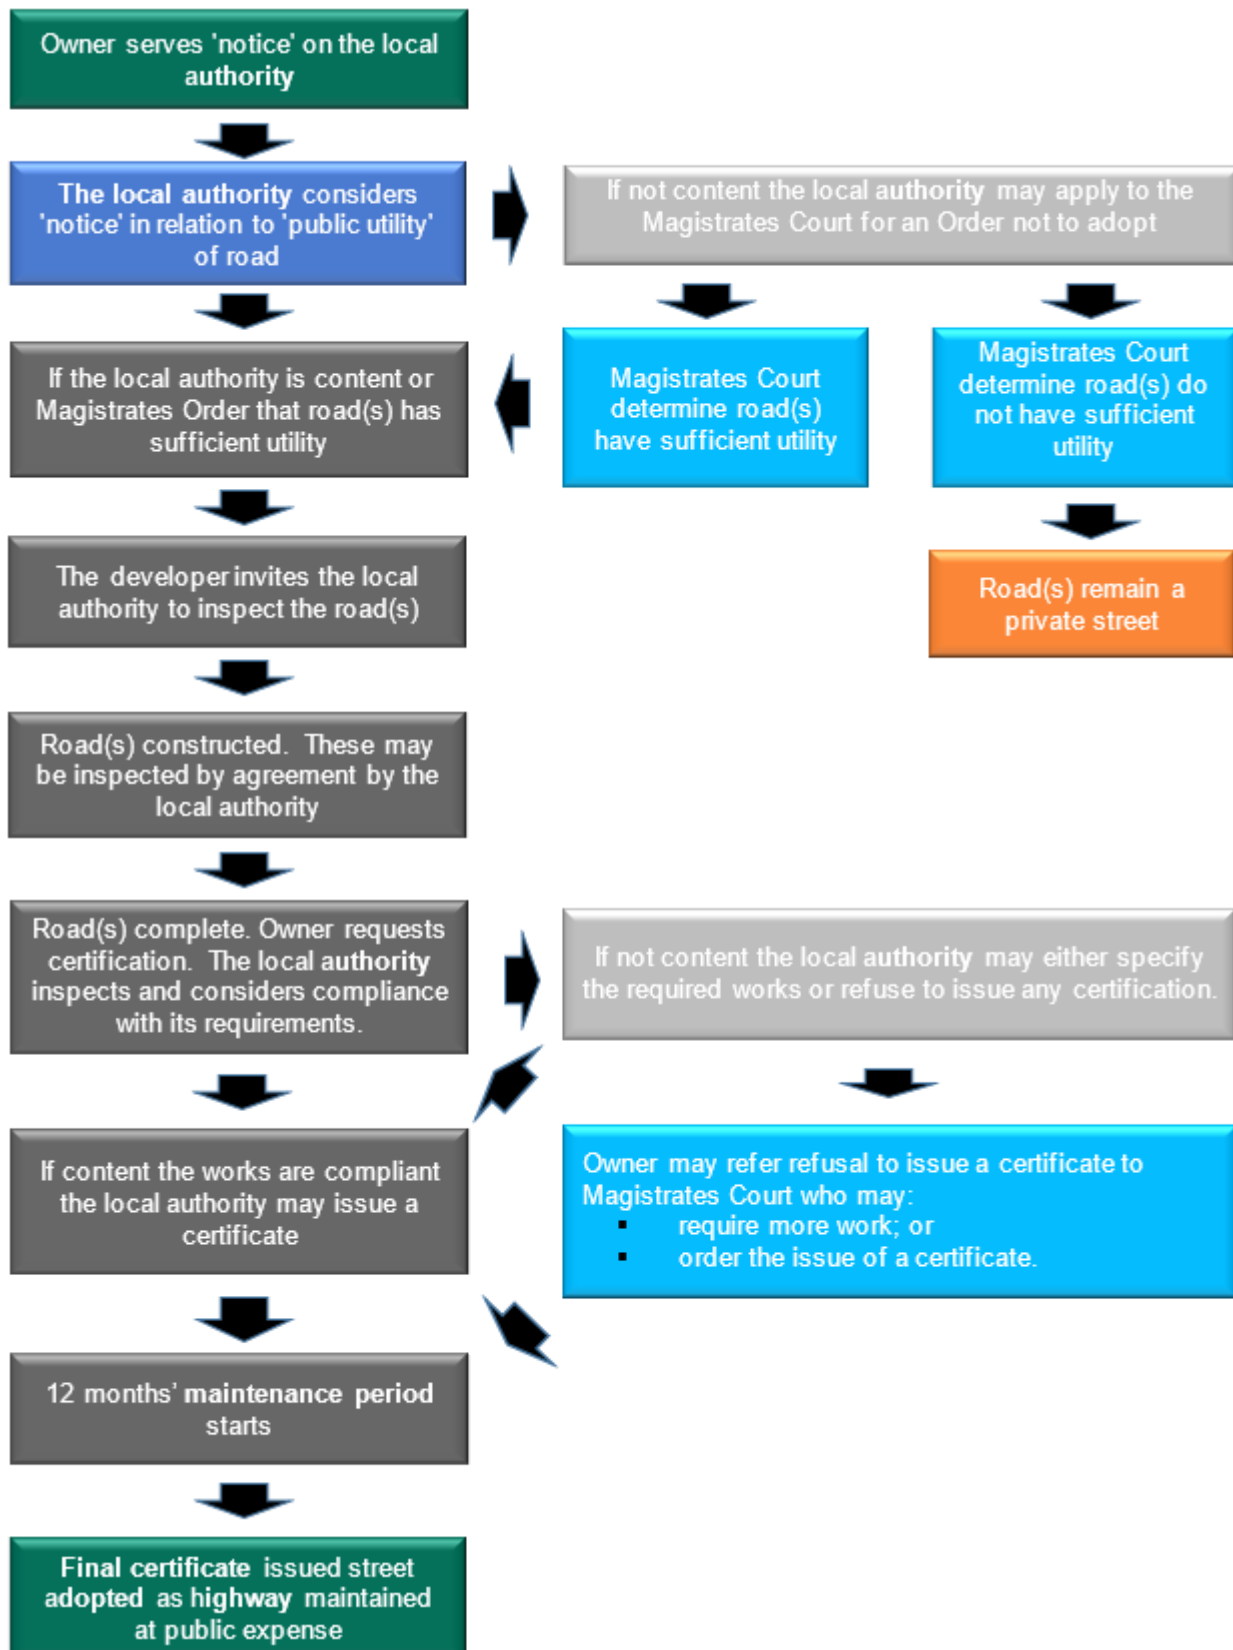 Owner serves 'notice' on the local
authority
The local authority considers
'notice' in relation to 'public utility'
of road
If not content the local authority may apply to the
Magistrates Court for an Order not to adopt
If the local authority is content or
Magistrates Order that road(s) has
sufficient utility
Magistrates Court
determine road(s)
have sufficient utility
Magistrates Court
determine road(s) do
not have sufficient
utility
The developer invites the local
authority to inspect the road(s)
Road(s) remain a
private street
Road(s) constructed. These may
be inspected by agreement by the
local authority
Road(s) complete. Owner requests
certification. The local authority
inspects and considers compliance
with its requirements.
If not content the local authority may either specify
the required works or refuse to issue any certification.
If content the works are compliant
the local authority may issue a
certificate
Owner may refer refusal to issue a certificate to
Magistrates Court who may:
▪ require more work; or
▪ order the issue of a certificate.
12 months’ maintenance period
starts
Final certificate issued street
adopted as highway maintained
at public expense